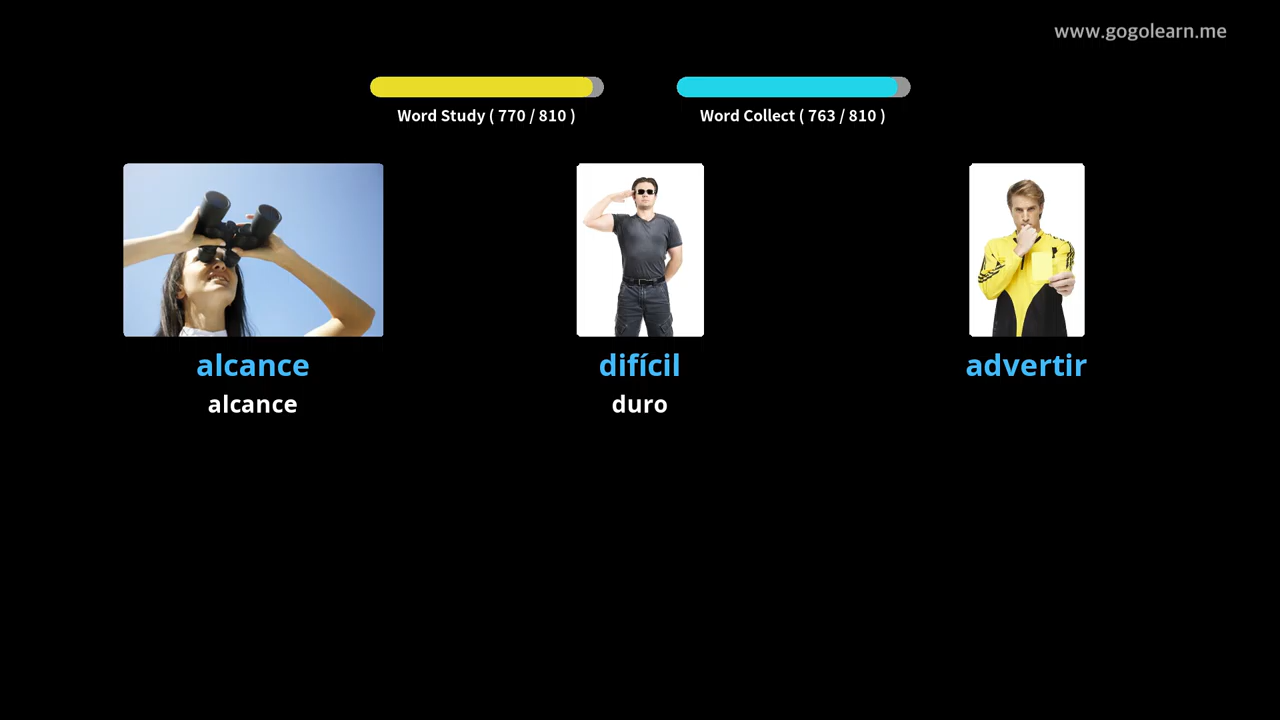 www.gogolearn.me
Word Study ( 770 / 810 )
Word Collect ( 763 / 810 )
alcance
difícil
advertir
alcance
duro